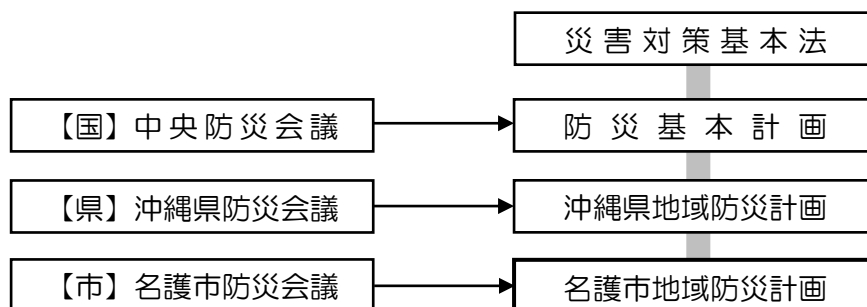 災害対策基本法
【国】中央防災会議
防災基本計画
【県】沖縄県防災会議
沖縄県地域防災計画
【市】名護市防災会議
名護市地域防災計画